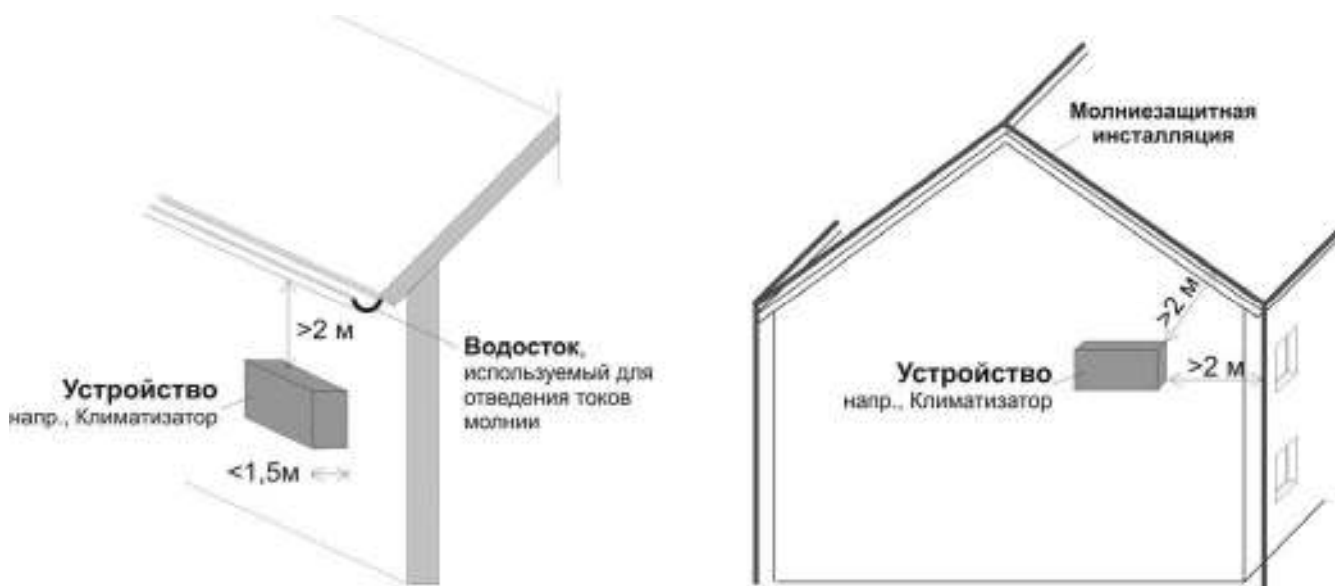 >2 м
Устройство
напр., Климатизатор
<1,5м
Водосток,
используемый для
отведения токов
молнии
Молниезащитная
инсталляция
>2 м
Устройство
напр., Климатизатор
>2 м